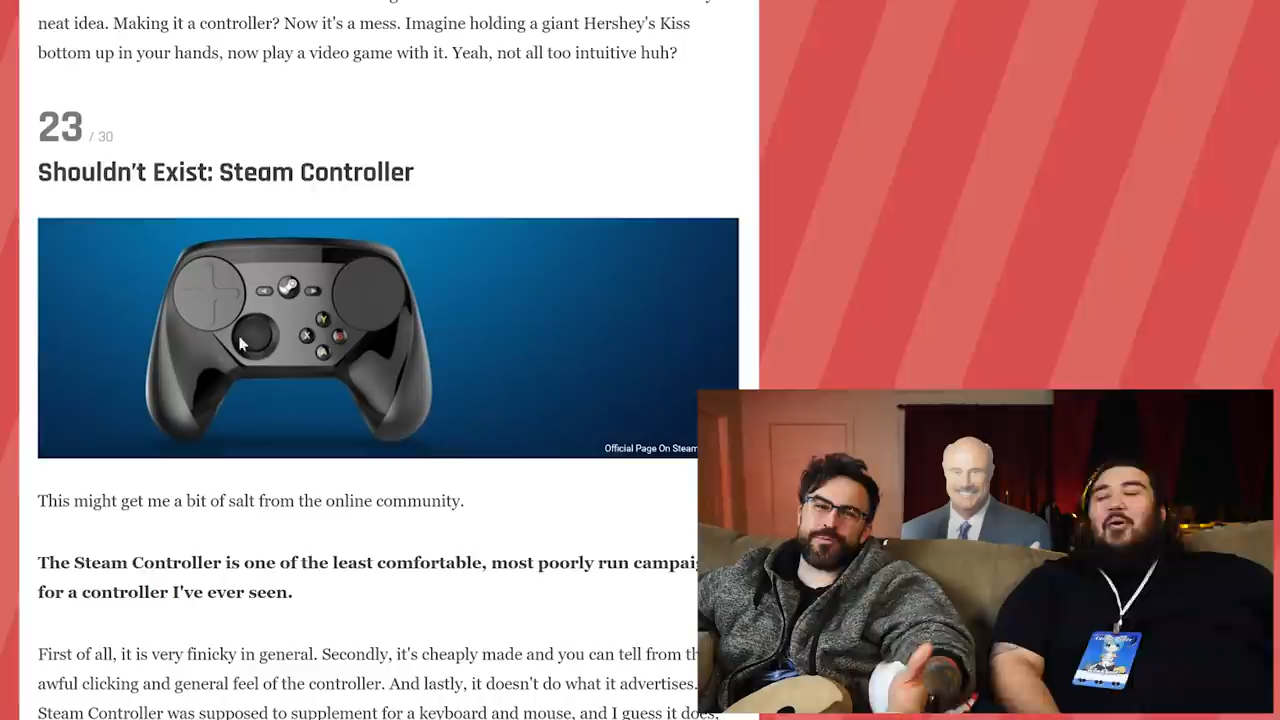 neat idea. Making it a controller? Now it's a mess. Imagine holding a giant Hershey's Kiss
bottom up in your hands, now play a video game with it. Yeah, not all too intuitive huh?
23 / 30
Shouldn't Exist: Steam Controller
Y
X
A
Official Page On Steam
This might get me a bit of salt from the online community.
The Steam Controller is one of the least comfortable, most poorly run
for a controller I've ever seen.
First of all, it is very finicky in general. Secondly, it's cheaply made and you can tell from
awful clicking and general feel of the controller. And lastly, it doesn't do what it advertises.
Steam Controller was supposed to supplement for a keyboard and mouse, and I guess it does,